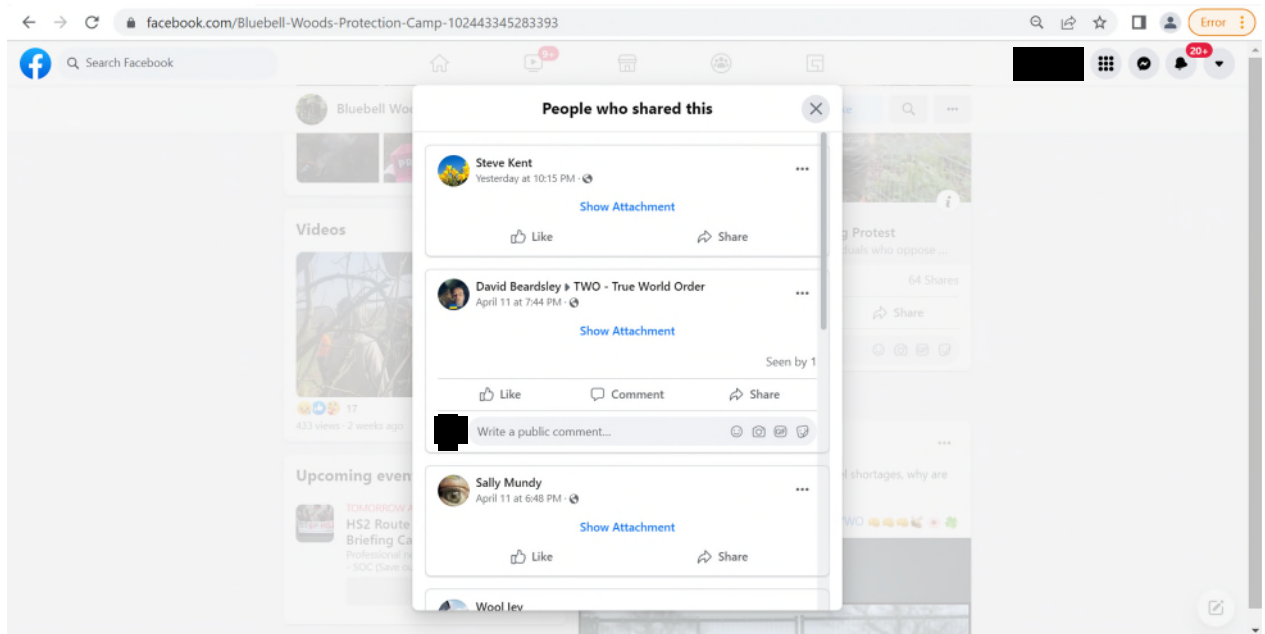 facebook.com/Bluebell-Woods-Protection-Camp-102443345283393
Error
Search Facebook
9+
20+
Bluebell Woo
People who shared this
Steve Kent
Yesterday at 10:15 PM ·
Show Attachment
Like Share
David Beardsley ▸ TWO - True World Order
April 11 at 7:44 PM ·
Show Attachment
Seen by 1
Like Comment Share
Write a public comment...
Sally Mundy
April 11 at 6:48 PM ·
Show Attachment
Like Share
Wool ley
Videos
17
433 views · 2 weeks ago
Upcoming even
TOMORROW A
HS2 Route
Briefing Ca
Professional ne
- SOC (Save ou
g Protest
duals who oppose ...
64 Shares
Share
el shortages, why are
TWO